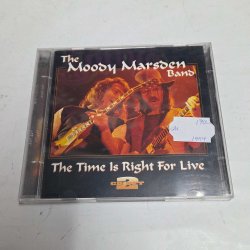 The
Moody Marsden
Band
The Time Is Right For Live